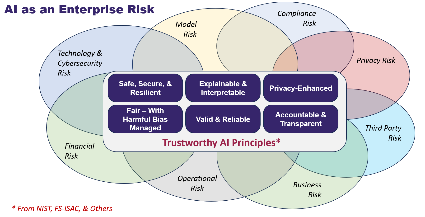 AI as an Enterprise Risk
Model
Risk
Compliance
Risk
Technology &
Cybersecurity
Risk
Privacy Risk
Safe, Secure, &
Resilient
Explainable &
Interpretable
Privacy-Enhanced
Fair – With
Harmful Bias
Managed
Valid & Reliable
Accountable &
Transparent
Trustworthy AI Principles*
Third Party
Risk
Financial
Risk
Operational
Risk
Business
Risk
* From NIST, FS-ISAC, & Others